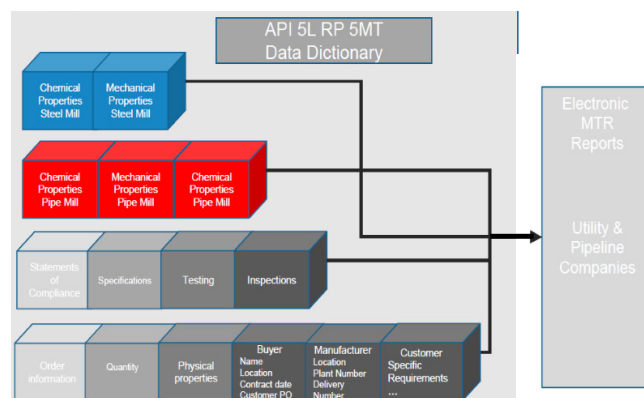 API 5L RP 5MT
Data Dictionary
Chemical
Properties
Steel Mill
Mechanical
Properties
Steel Mill
Chemical
Properties
Pipe Mill
Mechanical
Properties
Pipe Mill
Chemical
Properties
Pipe Mill
Statements
of
Compliance
Specifications
Testing
Inspections
Order
information
Quantity
Physical
properties
Buyer
Name
Location
Contract date
Customer PO
Manufacturer
Location
Plant Number
Delivery
Number
Customer
Specific
Requirements
...
Electronic
MTR
Reports
Utility &
Pipeline
Companies